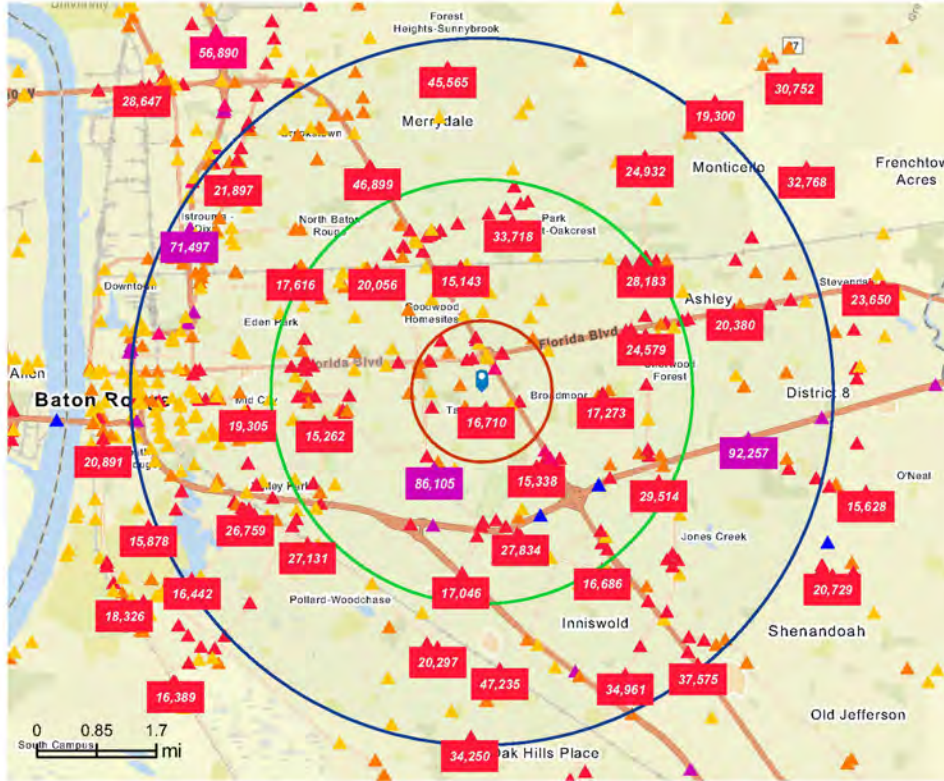 University
Forest
Heights-Sunnybrook
56,890
45,565
28,647
30,752
19,300
Merrydale
24,932
Monticello
Frenchtow
Acres
32,768
21,897
46,899
North Baton
Rouge
Park
t-Oakcrest
33,718
71,497
Downtown
17,616
20,056
15,143
28,183
Ashley
Stevendale
23,650
20,380
Goodwood
Homesites
Eden Park
Florida Blvd
Florida Blvd
24,579
Forest
Allen
Baton Rouge
Mid City
Broadmoor
District 8
19,305
15,262
16,710
17,273
92,257
20,891
86,105
15,338
29,514
O'Neal
15,628
26,759
15,878
27,131
27,834
Jones Creek
16,442
17,046
16,686
20,729
18,326
Pollard-Woodchase
Inniswold
Shenandoah
20,297
47,235
34,961
37,575
16,389
Old Jefferson
0 0.85 1.7
mi
South Campus
34,250
Oak Hills Place